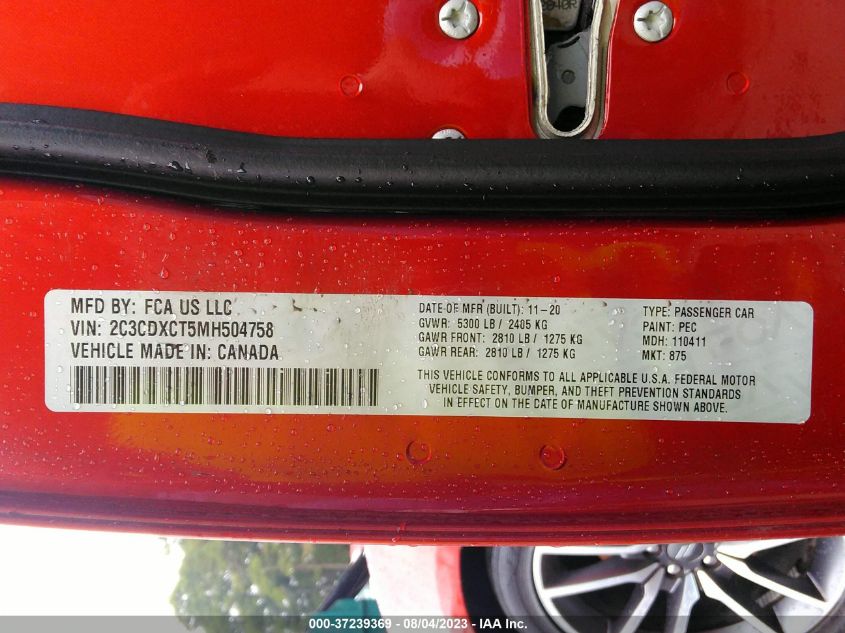 MFD BY: FCA US LLC
VIN: 2C3CDXCT5MH504758
VEHICLE MADE IN: CANADA
DATE OF MFR (BUILT): 11-20
GVWR: 5300 LB / 2405 KG
GAWR FRONT: 2810 LB / 1275 KG
GAWR REAR: 2810 LB / 1275 KG
TYPE: PASSENGER CAR
PAINT: PEC
MDH: 110411
MKT: 875
THIS VEHICLE CONFORMS TO ALL APPLICABLE U.S.A. FEDERAL MOTOR
VEHICLE SAFETY, BUMPER, AND THEFT PREVENTION STANDARDS
IN EFFECT ON THE DATE OF MANUFACTURE SHOWN ABOVE.
000-37239369 - 08/04/2023 - IAA Inc.